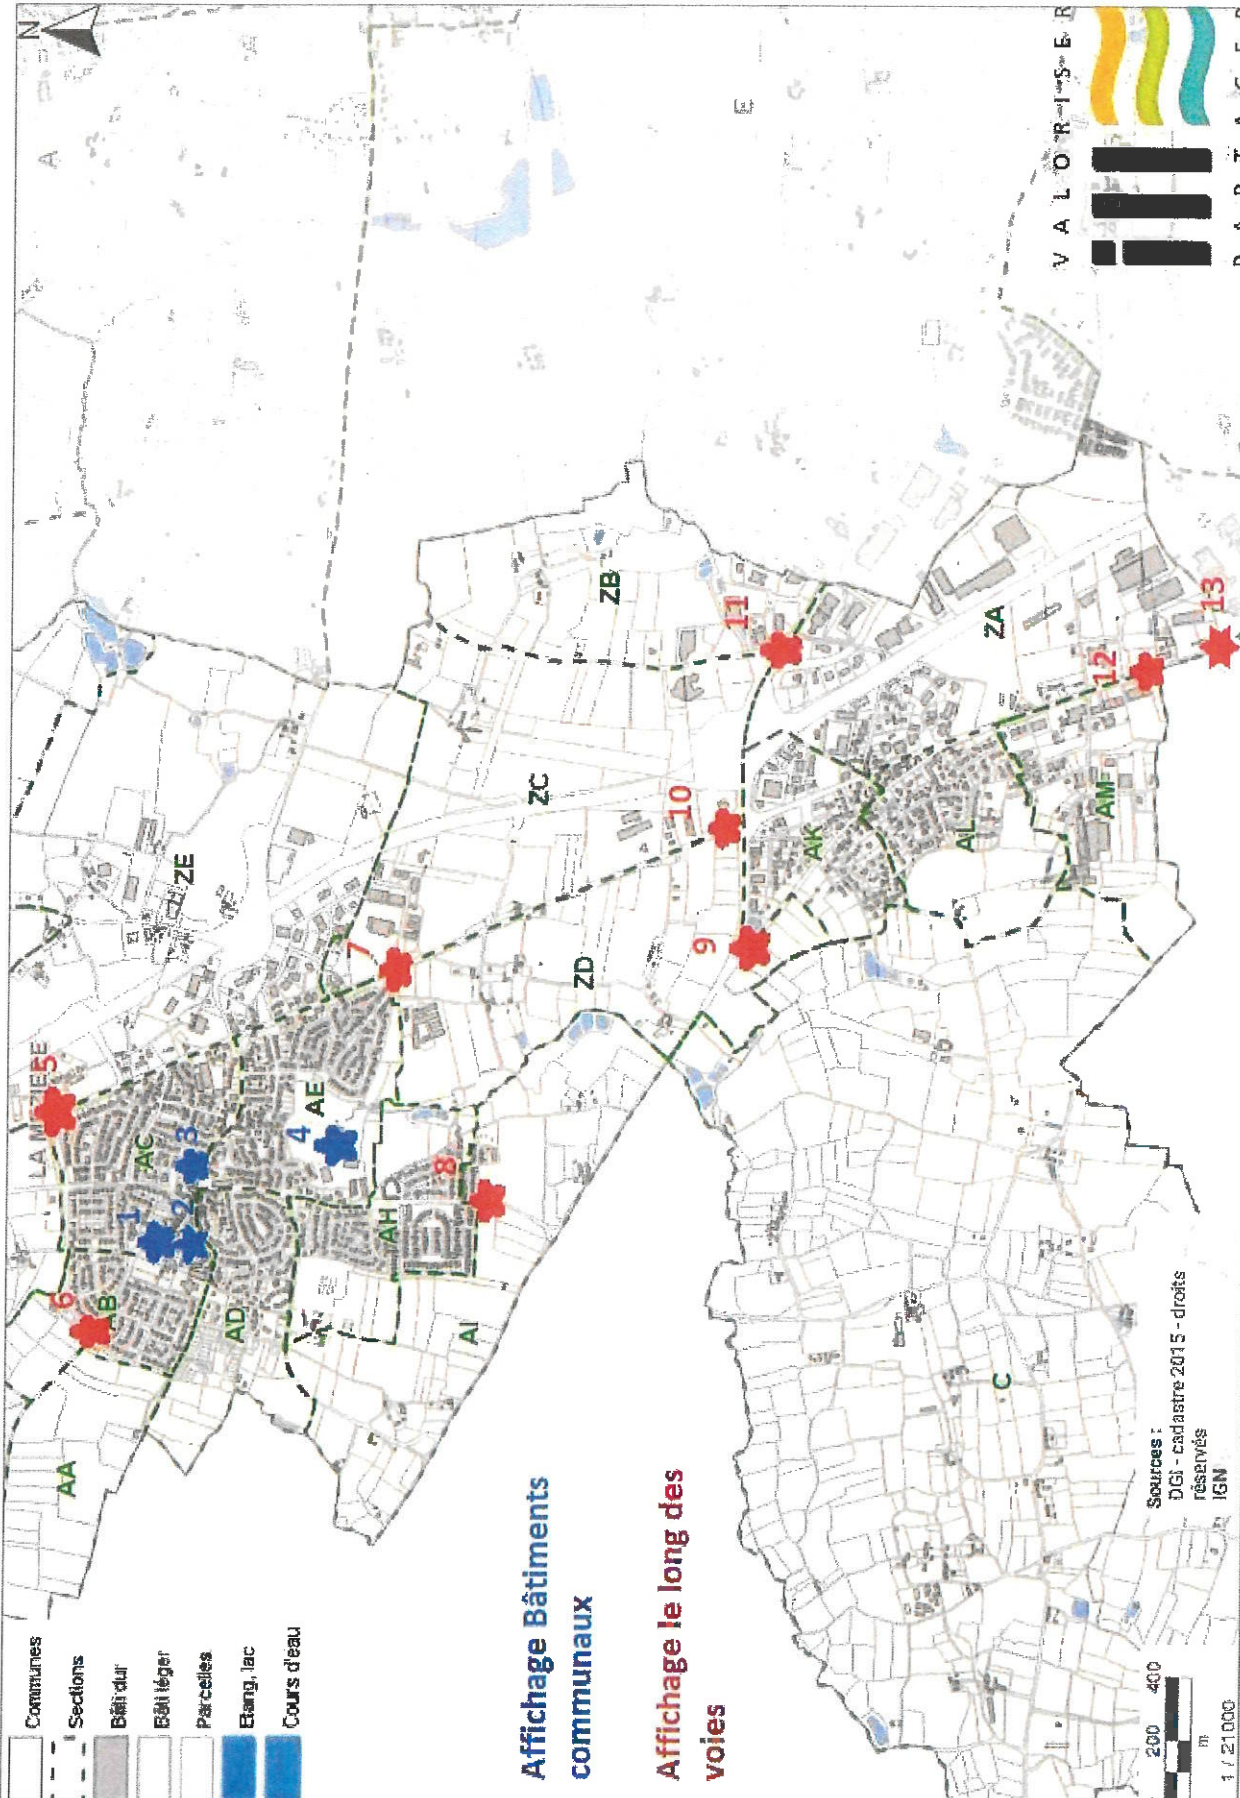 Communes
Sections
Bâti dur
Bâti léger
Parcelles
Etang, lac
Cours d'eau
Affichage Bâtiments
communaux
Affichage le long des
voies
N
A
E
ZE
ZB
ZC
ZD
ZA
AA
AB
AC
AD
AE
AH
AI
AK
AL
AM
C
1
2
3
4
5
6
7
8
9
10
11
12
13
Sources :
DGI - cadastre 2015 - droits
réservés
IGN
200 400
m
1 / 21000
VALORISER